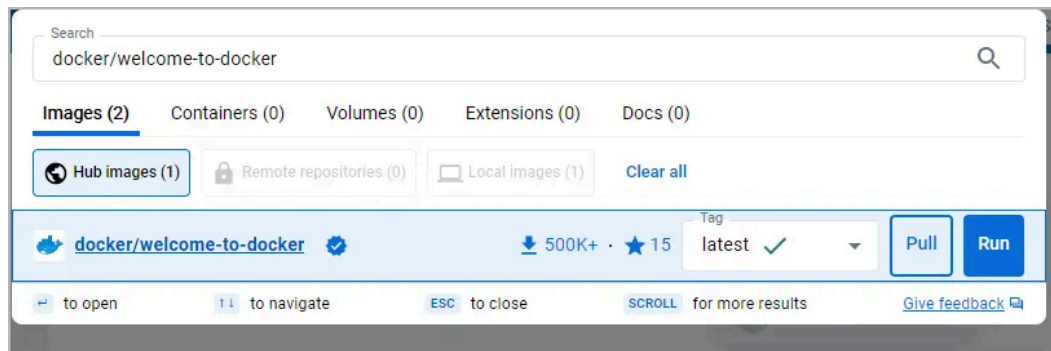 Search
docker/welcome-to-docker
Images (2) Containers (0) Volumes (0) Extensions (0) Docs (0)
Hub images (1) Remote repositories (0) Local images (1) Clear all
Tag
docker/welcome-to-docker 500K+ · 15 latest Pull Run
to open ↑↓ to navigate ESC to close SCROLL for more results Give feedback